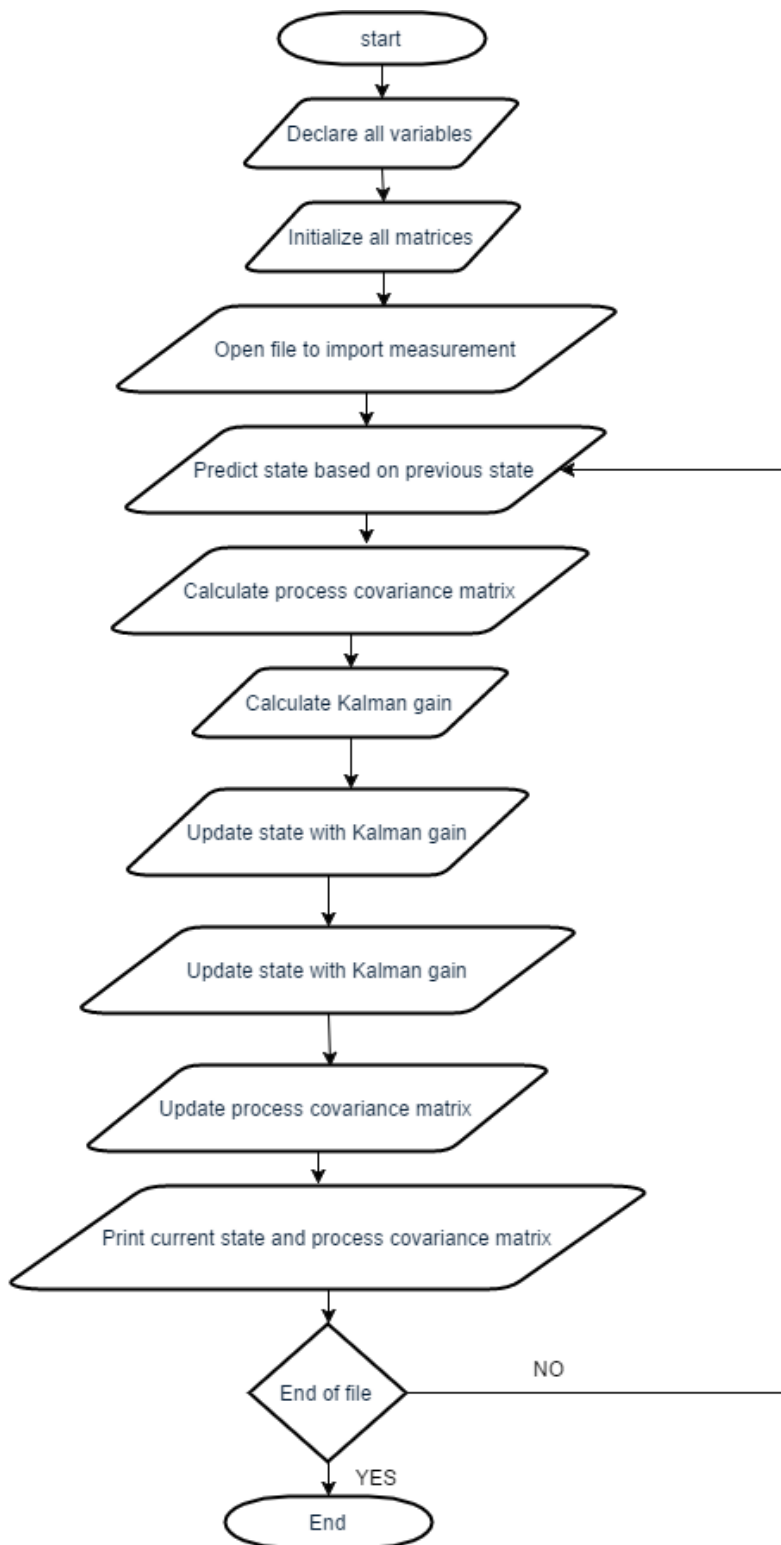 start
Declare all variables
Initialize all matrices
Open file to import measurement
Predict state based on previous state
Calculate process covariance matrix
Calculate Kalman gain
Update state with Kalman gain
Update state with Kalman gain
Update process covariance matrix
Print current state and process covariance matrix
End of file
NO
YES
End